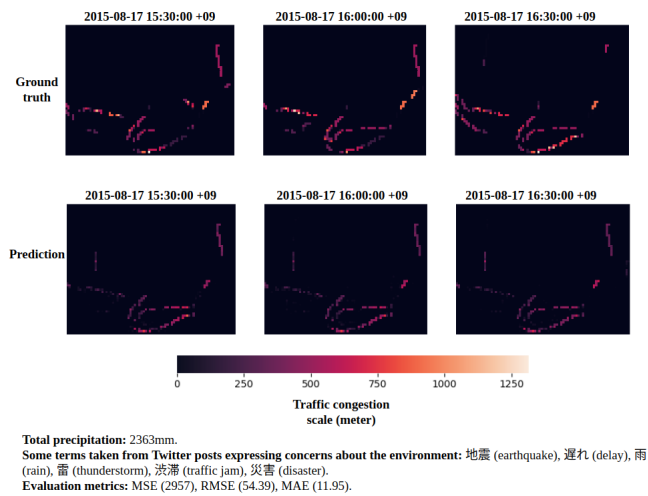 2015-08-17 15:30:00 +09 2015-08-17 16:00:00 +09 2015-08-17 16:30:00 +09
Ground
truth
2015-08-17 15:30:00 +09 2015-08-17 16:00:00 +09 2015-08-17 16:30:00 +09
Prediction
0 250 500 750 1000 1250
Traffic congestion
scale (meter)
Total precipitation: 2363mm.
Some terms taken from Twitter posts expressing concerns about the environment: 地震 (earthquake), 遅れ (delay), 雨
(rain), 雷 (thunderstorm), 渋滞 (traffic jam), 災害 (disaster).
Evaluation metrics: MSE (2957), RMSE (54.39), MAE (11.95).